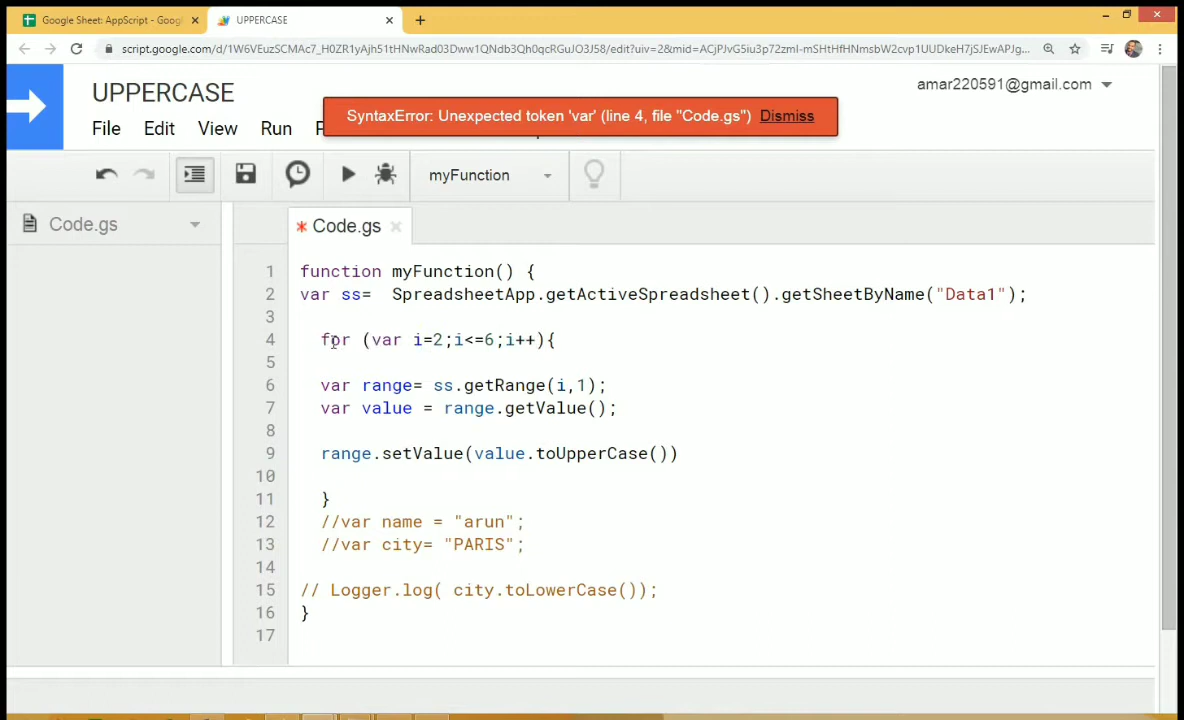 Google Sheet: AppScript - Goog
UPPERCASE
script.google.com/d/1W6VEuzSCMAc7_H0ZR1yAjh51tHNwRad03Dww1QNdb3Qh0qcRGuJO3J58/edit?uiv=2&mid=ACjPJvG5iu3p72zmI-mSHtHfHNmsbW2cvp1UUDkeH7jSJEwAPJg...
UPPERCASE
amar220591@gmail.com
SyntaxError: Unexpected token 'var' (line 4, file "Code.gs") Dismiss
File Edit View Run
myFunction
Code.gs
* Code.gs
1 function myFunction() {
2 var ss=  SpreadsheetApp.getActiveSpreadsheet().getSheetByName("Data1");
3
4 for (var i=2;i<=6;i++){
5
6 var range= ss.getRange(i,1);
7 var value = range.getValue();
8
9 range.setValue(value.toUpperCase())
10
11 }
12 //var name = "arun";
13 //var city= "PARIS";
14
15 // Logger.log( city.toLowerCase());
16 }
17